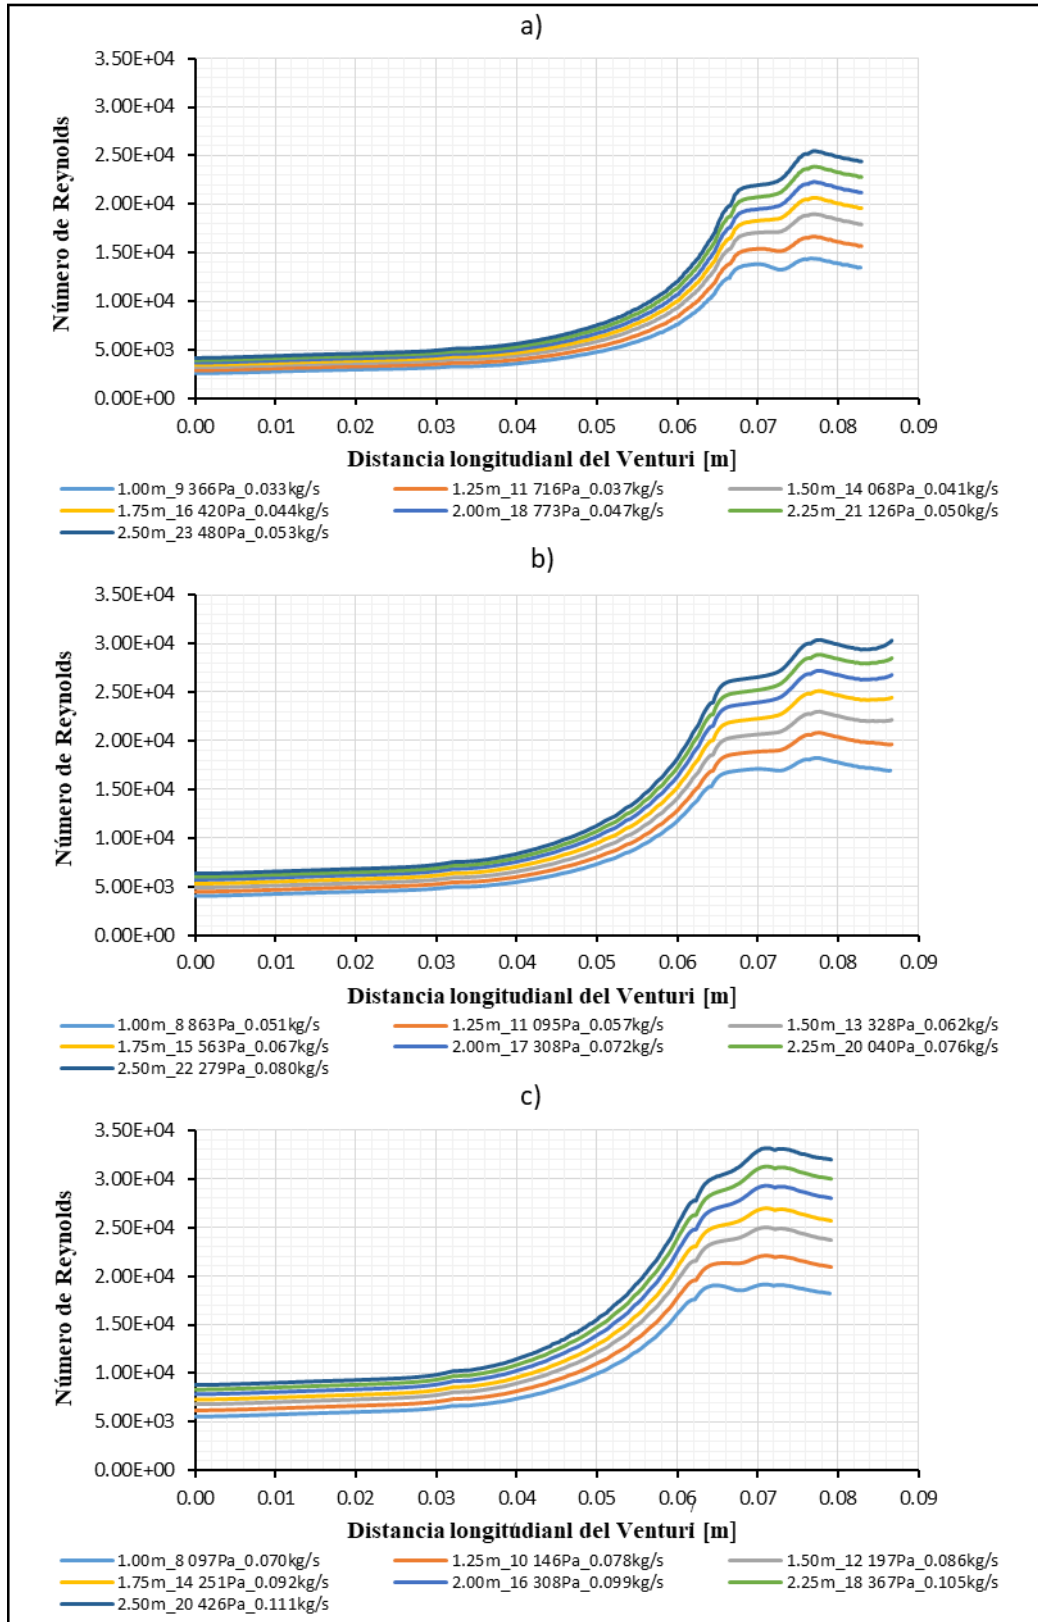 a)
3.50E+04
3.00E+04
2.50E+04
2.00E+04
1.50E+04
1.00E+04
5.00E+03
0.00E+00
Número de Reynolds
0.00 0.01 0.02 0.03 0.04 0.05 0.06 0.07 0.08 0.09
Distancia longitudianl del Venturi [m]
1.00m_9 366Pa_0.033kg/s 1.25m_11 716Pa_0.037kg/s 1.50m_14 068Pa_0.041kg/s
1.75m_16 420Pa_0.044kg/s 2.00m_18 773Pa_0.047kg/s 2.25m_21 126Pa_0.050kg/s
2.50m_23 480Pa_0.053kg/s
b)
3.50E+04
3.00E+04
2.50E+04
2.00E+04
1.50E+04
1.00E+04
5.00E+03
0.00E+00
Número de Reynolds
0.00 0.01 0.02 0.03 0.04 0.05 0.06 0.07 0.08 0.09
Distancia longitudianl del Venturi [m]
1.00m_8 863Pa_0.051kg/s 1.25m_11 095Pa_0.057kg/s 1.50m_13 328Pa_0.062kg/s
1.75m_15 563Pa_0.067kg/s 2.00m_17 308Pa_0.072kg/s 2.25m_20 040Pa_0.076kg/s
2.50m_22 279Pa_0.080kg/s
c)
3.50E+04
3.00E+04
2.50E+04
2.00E+04
1.50E+04
1.00E+04
5.00E+03
0.00E+00
Número de Reynolds
0.00 0.01 0.02 0.03 0.04 0.05 0.06 0.07 0.08 0.09
Distancia longitudianl del Venturi [m]
1.00m_8 097Pa_0.070kg/s 1.25m_10 146Pa_0.078kg/s 1.50m_12 197Pa_0.086kg/s
1.75m_14 251Pa_0.092kg/s 2.00m_16 308Pa_0.099kg/s 2.25m_18 367Pa_0.105kg/s
2.50m_20 426Pa_0.111kg/s